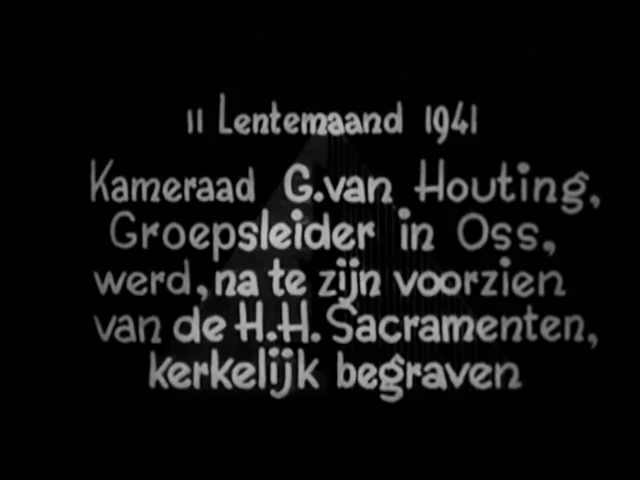 11 Lentemaand 1941
Kameraad G.van Houting,
Groepsleider in Oss,
werd, na te zijn voorzien
van de H.H. Sacramenten,
kerkelijk begraven